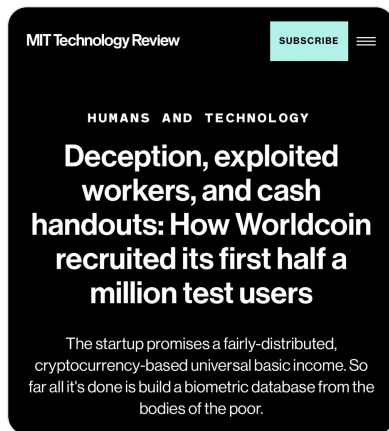 MIT Technology Review
SUBSCRIBE
HUMANS AND TECHNOLOGY
Deception, exploited
workers, and cash
handouts: How Worldcoin
recruited its first half a
million test users
The startup promises a fairly-distributed,
cryptocurrency-based universal basic income. So
far all it's done is build a biometric database from the
bodies of the poor.